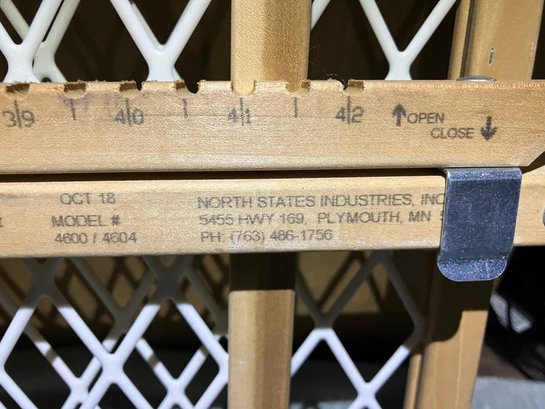 39 40 41 42 ↑ OPEN
CLOSE ↓
OCT 18
MODEL #
4600 / 4604
NORTH STATES INDUSTRIES, INC
5455 HWY 169, PLYMOUTH, MN
PH. (763) 486-1756